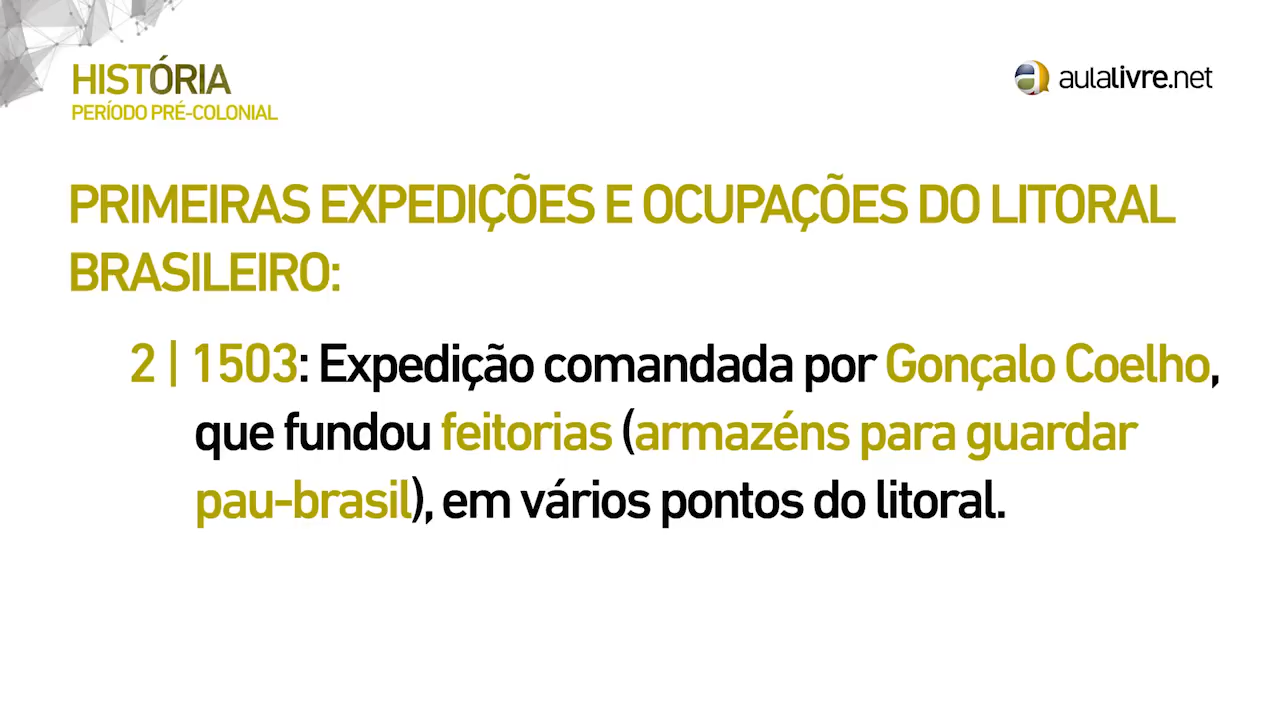 HISTÓRIA
PERÍODO PRÉ-COLONIAL
aulalivre.net
PRIMEIRAS EXPEDIÇÕES E OCUPAÇÕES DO LITORAL
BRASILEIRO:
2 | 1503: Expedição comandada por Gonçalo Coelho,
que fundou feitorias (armazéns para guardar
pau-brasil), em vários pontos do litoral.